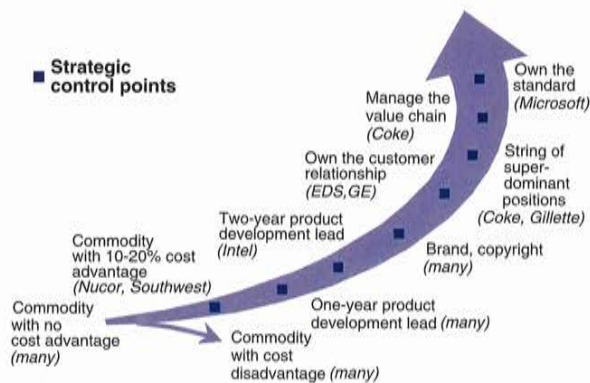 Strategic
control points
Own the
standard
(Microsoft)
Manage the
value chain
(Coke)
String of
super-
dominant
positions
(Coke, Gillette)
Own the customer
relationship
(EDS,GE)
Brand, copyright
(many)
Two-year product
development lead
(Intel)
One-year product
development lead (many)
Commodity
with 10-20% cost
advantage
(Nucor, Southwest)
Commodity
with no
cost advantage
(many)
Commodity
with cost
disadvantage (many)